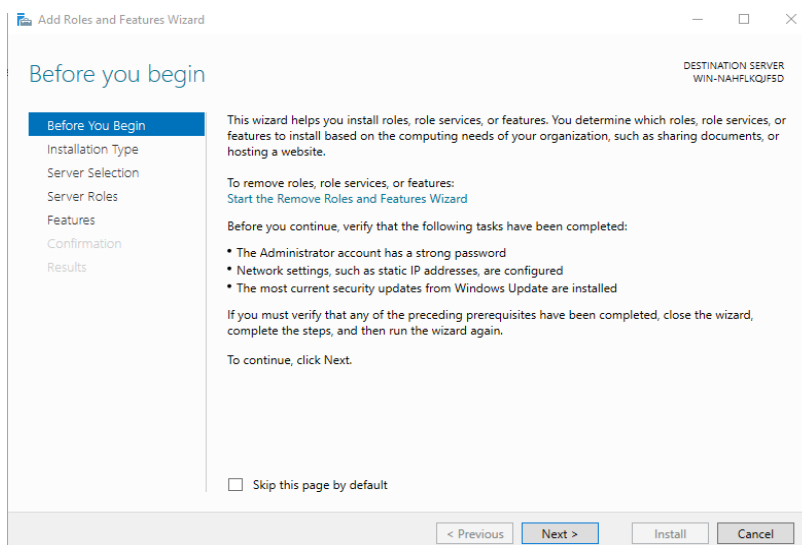 Add Roles and Features Wizard
Before you begin
DESTINATION SERVER
WIN-NAHFLKQJF5D
Before You Begin
Installation Type
Server Selection
Server Roles
Features
Confirmation
Results
This wizard helps you install roles, role services, or features. You determine which roles, role services, or
features to install based on the computing needs of your organization, such as sharing documents, or
hosting a website.
To remove roles, role services, or features:
Start the Remove Roles and Features Wizard
Before you continue, verify that the following tasks have been completed:
• The Administrator account has a strong password
• Network settings, such as static IP addresses, are configured
• The most current security updates from Windows Update are installed
If you must verify that any of the preceding prerequisites have been completed, close the wizard,
complete the steps, and then run the wizard again.
To continue, click Next.
Skip this page by default
< Previous
Next >
Install
Cancel